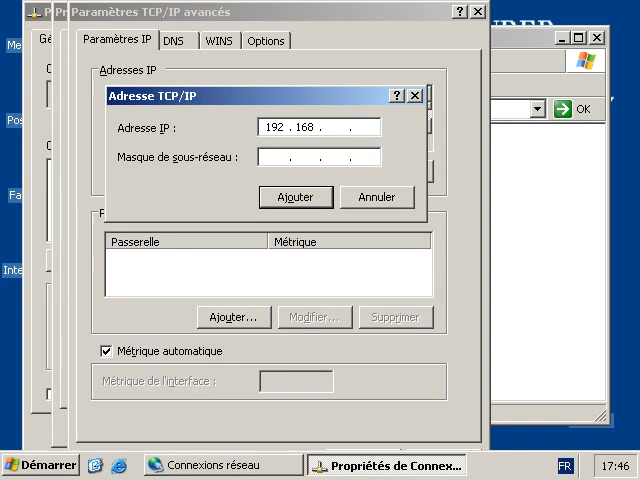 Paramètres TCP/IP avancés
Paramètres IP
DNS
WINS
Options
Adresses IP
Adresse TCP/IP
Adresse IP :
192 . 168 . .
Masque de sous-réseau :
. . .
Ajouter
Annuler
Passerelle
Métrique
Ajouter...
Modifier...
Supprimer
Métrique automatique
Métrique de l'interface :
OK
Démarrer
Connexions réseau
Propriétés de Connex...
FR
17:46